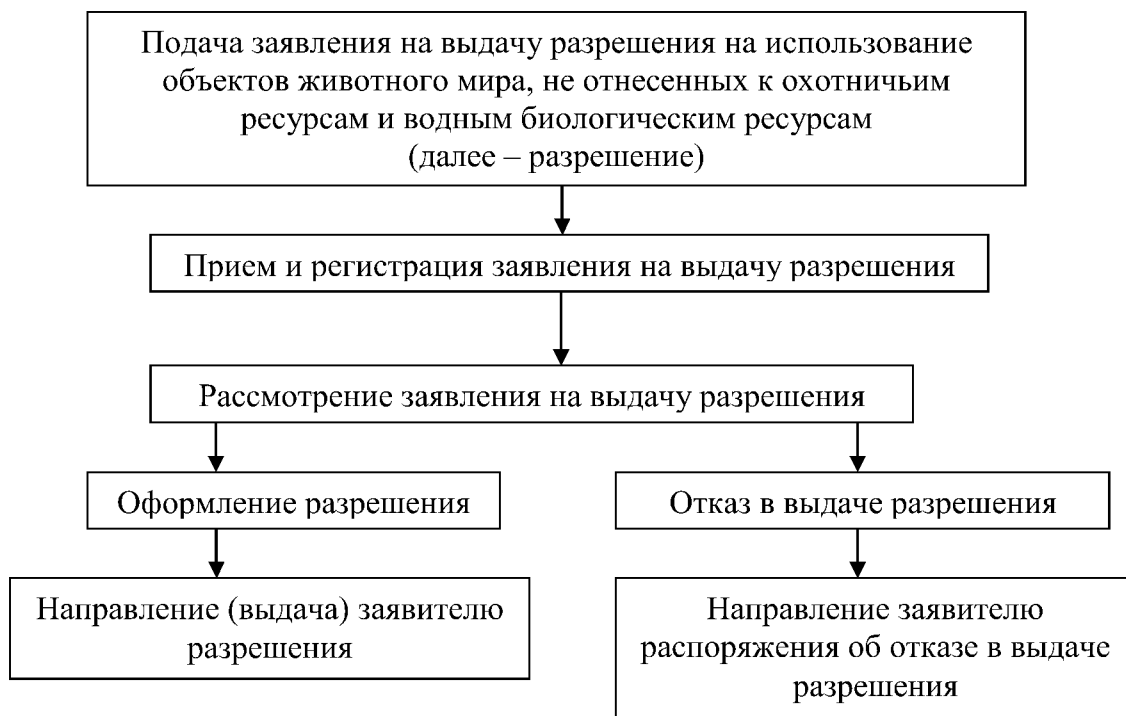 Подача заявления на выдачу разрешения на использование
объектов животного мира, не отнесенных к охотничьим
ресурсам и водным биологическим ресурсам
(далее – разрешение)
Прием и регистрация заявления на выдачу разрешения
Рассмотрение заявления на выдачу разрешения
Оформление разрешения
Отказ в выдаче разрешения
Направление (выдача) заявителю
разрешения
Направление заявителю
распоряжения об отказе в выдаче
разрешения